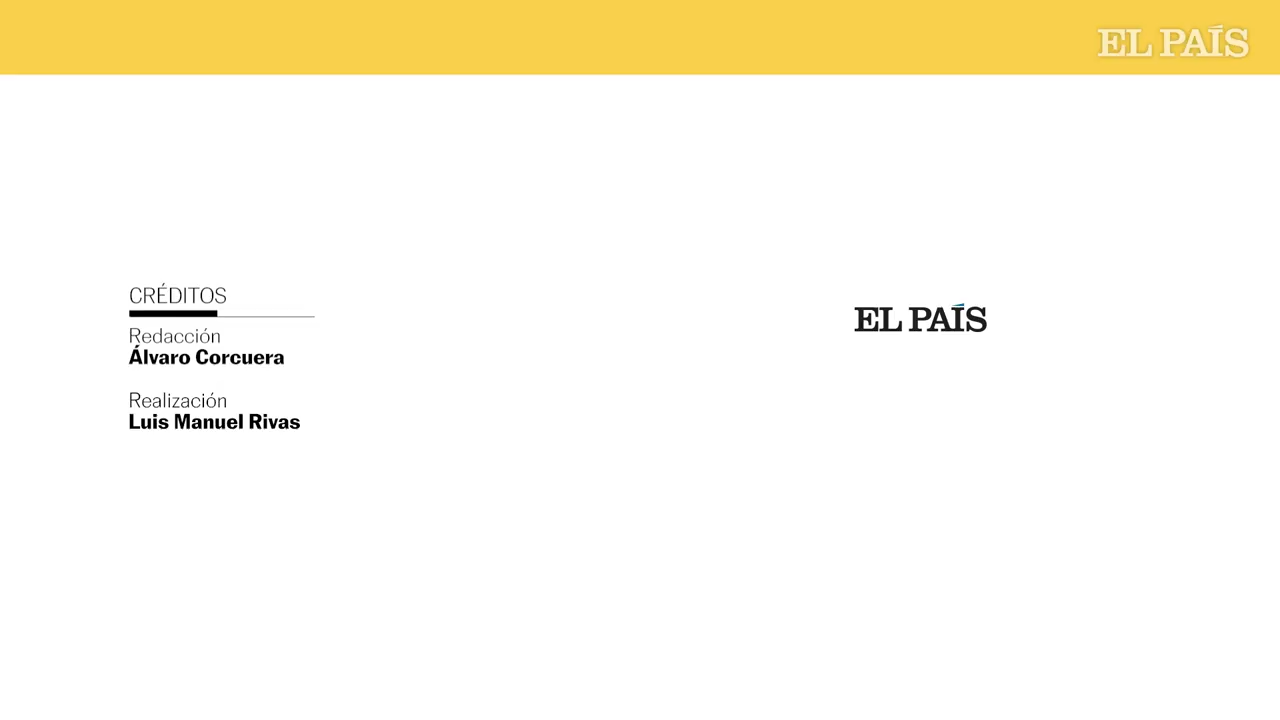 EL PAÍS
CRÉDITOS
Redacción
Álvaro Corcuera
Realización
Luis Manuel Rivas
EL PAÍS